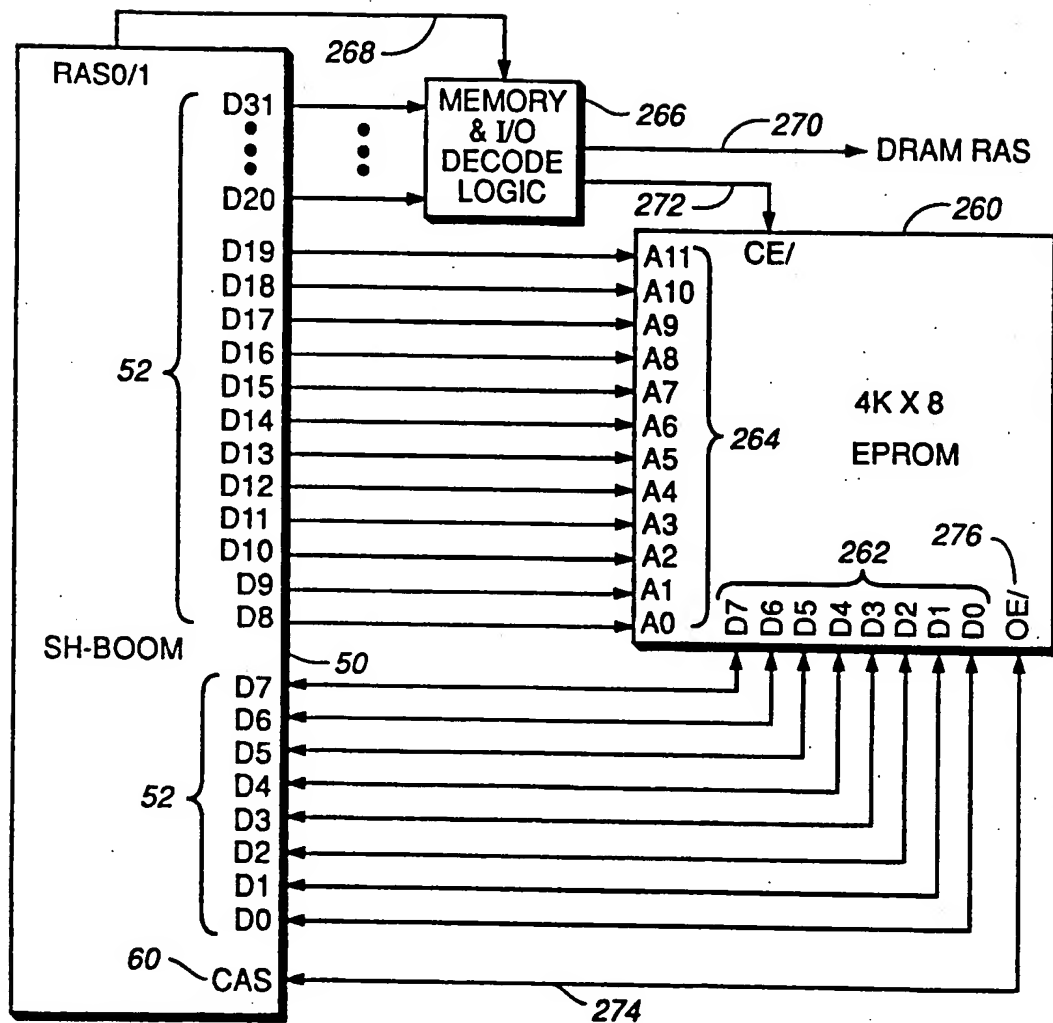 268
RAS0/1
D31
MEMORY
& I/O
DECODE
LOGIC
266
270
DRAM RAS
D20
272
260
CE/
D19
A11
D18
A10
D17
A9
D16
A8
52
D15
A7
4K X 8
D14
A6
264
EPROM
D13
A5
D12
A4
D11
A3
D10
A2
276
262
D9
A1
D8
A0
D7
D6
D5
D4
D3
D2
D1
D0
OE/
SH-BOOM
50
D7
D6
D5
D4
52
D3
D2
D1
D0
60
CAS
274